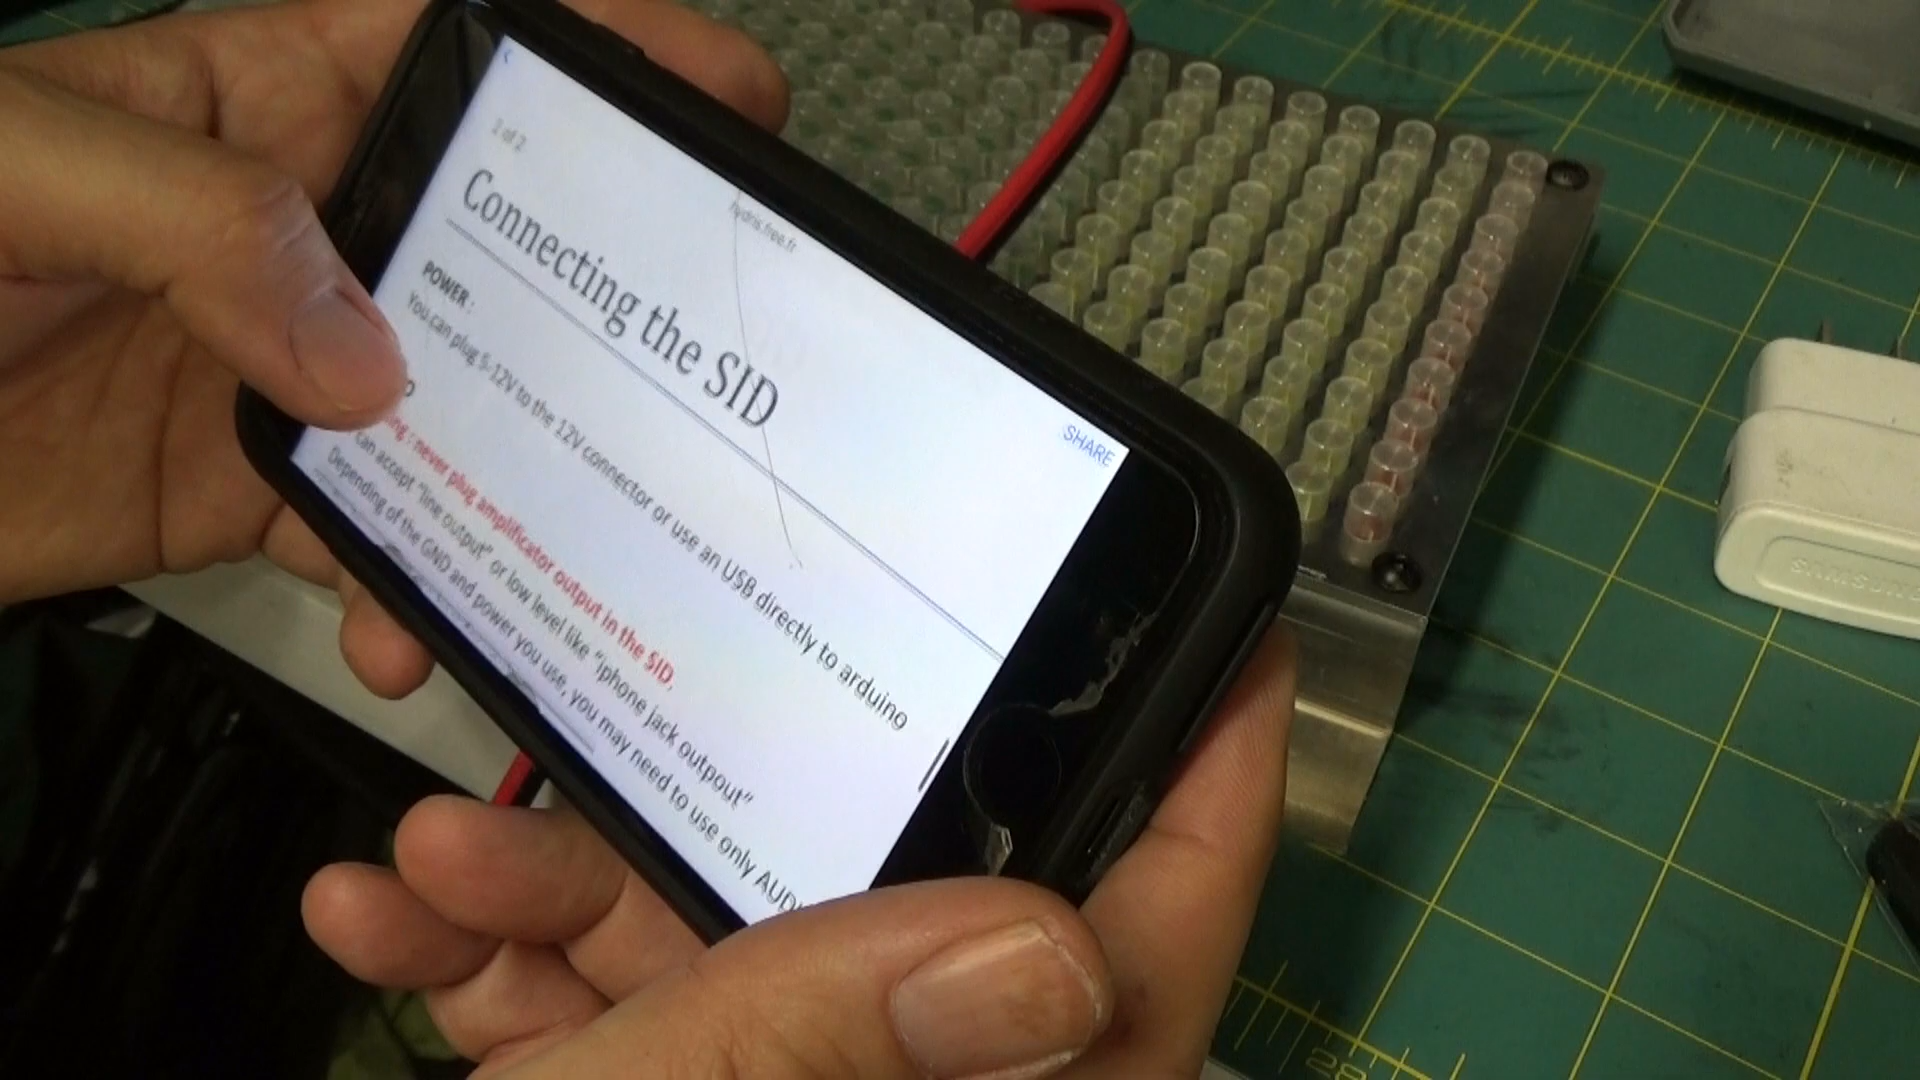 2 of 2
hydris.free.fr
SHARE
Connecting the SID
POWER :
You can plug 5-12V to the 12V connector or use an USB directly to arduino
: never plug amplificator output in the SID.
can accept "line output" or low level like "iphone jack outpout"
Depending of the GND and power you use, you may need to use only
SAMSUNG
28